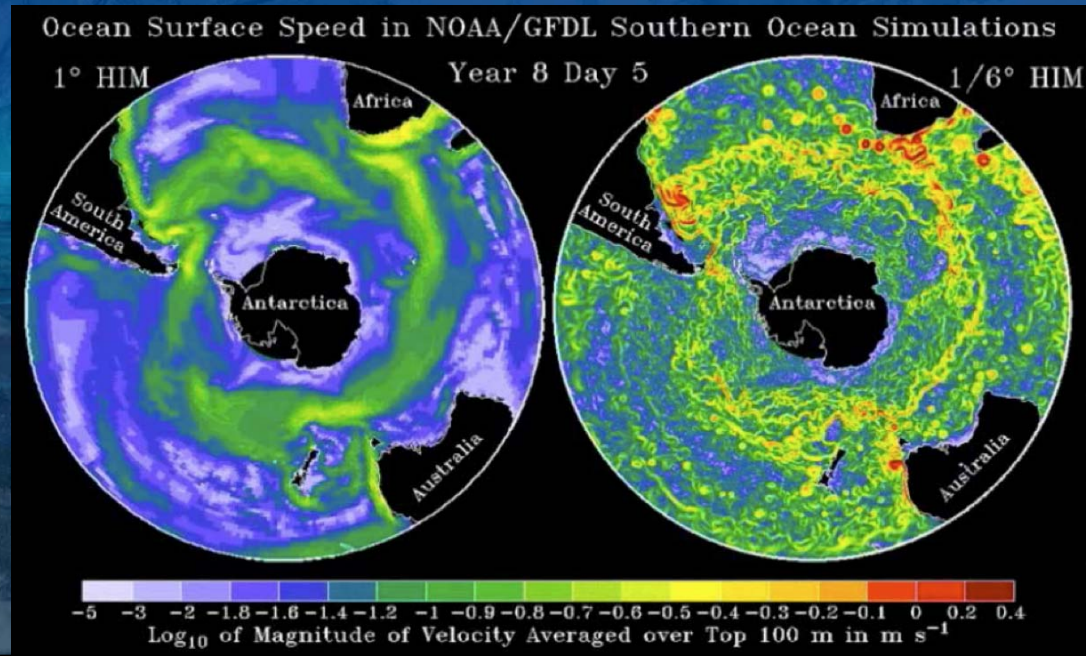 Ocean Surface Speed in NOAA/GFDL Southern Ocean Simulations
1° HIM
Year 8 Day 5
1/6° HIM
Africa
South
America
Antarctica
Australia
Africa
South
America
Antarctica
Australia
-5 -3 -2 -1.8 -1.6 -1.4 -1.2 -1 -0.9 -0.8 -0.7 -0.6 -0.5 -0.4 -0.3 -0.2 -0.1 0 0.2 0.4
Log₁₀ of Magnitude of Velocity Averaged over Top 100 m in m s⁻¹